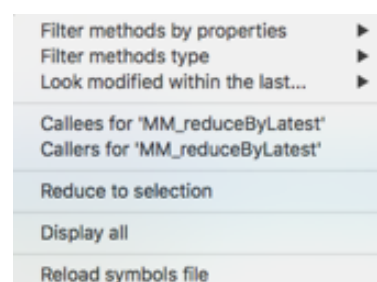 Filter methods by properties
Filter methods type
Look modified within the last...
Callees for 'MM_reduceByLatest'
Callers for 'MM_reduceByLatest'
Reduce to selection
Display all
Reload symbols file